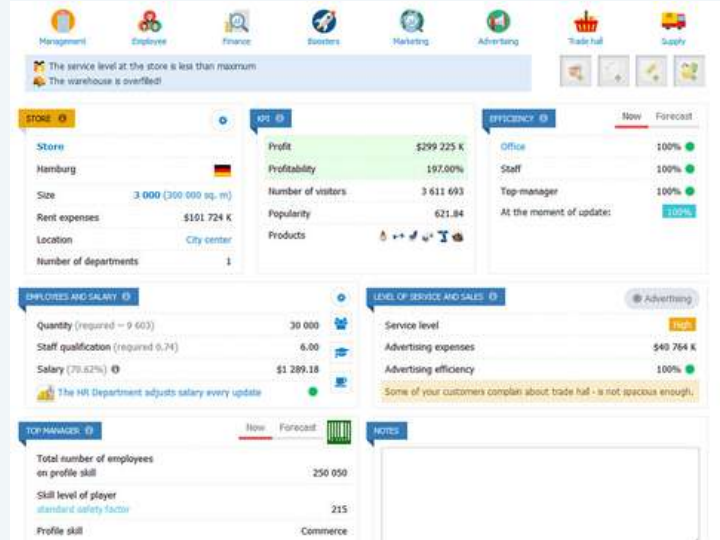 Management Employee Finance Boosters Marketing Advertising Trade hall Supply
The service level at the store is less than maximum
The warehouse is overfilled!
STORE
Store
Hamburg
Size 3 000 (300 000 sq. m)
Rent expenses $101 724 K
Location City center
Number of departments 1
KPI
Profit $299 225 K
Profitability 197.00%
Number of visitors 3 611 693
Popularity 621.84
Products
EFFICIENCY Now Forecast
Office 100%
Staff 100%
Top-manager 100%
At the moment of update: 100%
EMPLOYEES AND SALARY
Quantity (required ~ 9 603) 30 000
Staff qualification (required 0.74) 6.00
Salary (70.62%) $1 289.18
The HR Department adjusts salary every update
LEVEL OF SERVICE AND SALES Advertising
Service level High
Advertising expenses $40 764 K
Advertising efficiency 100%
Some of your customers complain about trade hall - is not spacious enough.
TOP MANAGER Now Forecast
Total number of employees
on profile skill 250 050
Skill level of player
standard safety factor 215
Profile skill Commerce
NOTES